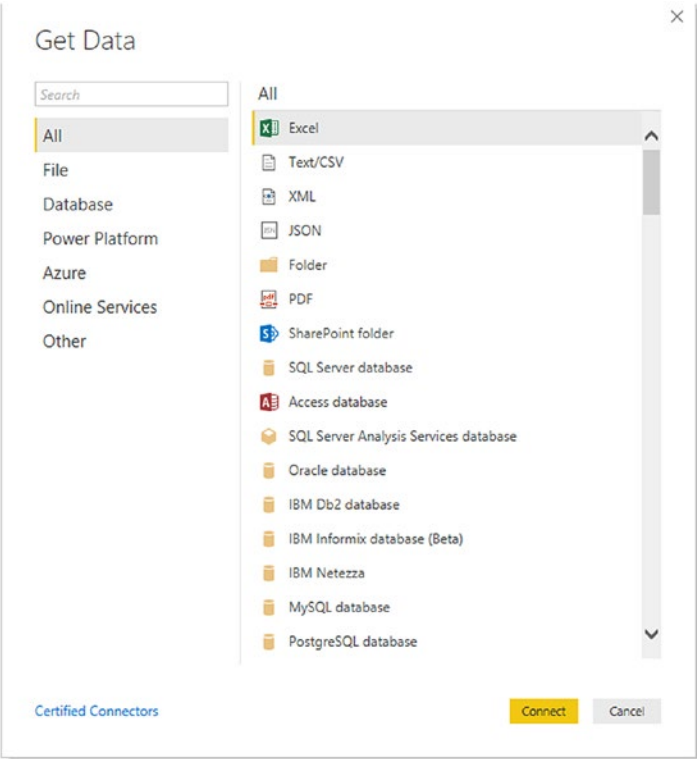 Get Data
Search
All
File
Database
Power Platform
Azure
Online Services
Other
All
Excel
Text/CSV
XML
JSON
Folder
PDF
SharePoint folder
SQL Server database
Access database
SQL Server Analysis Services database
Oracle database
IBM Db2 database
IBM Informix database (Beta)
IBM Netezza
MySQL database
PostgreSQL database
Certified Connectors
Connect
Cancel